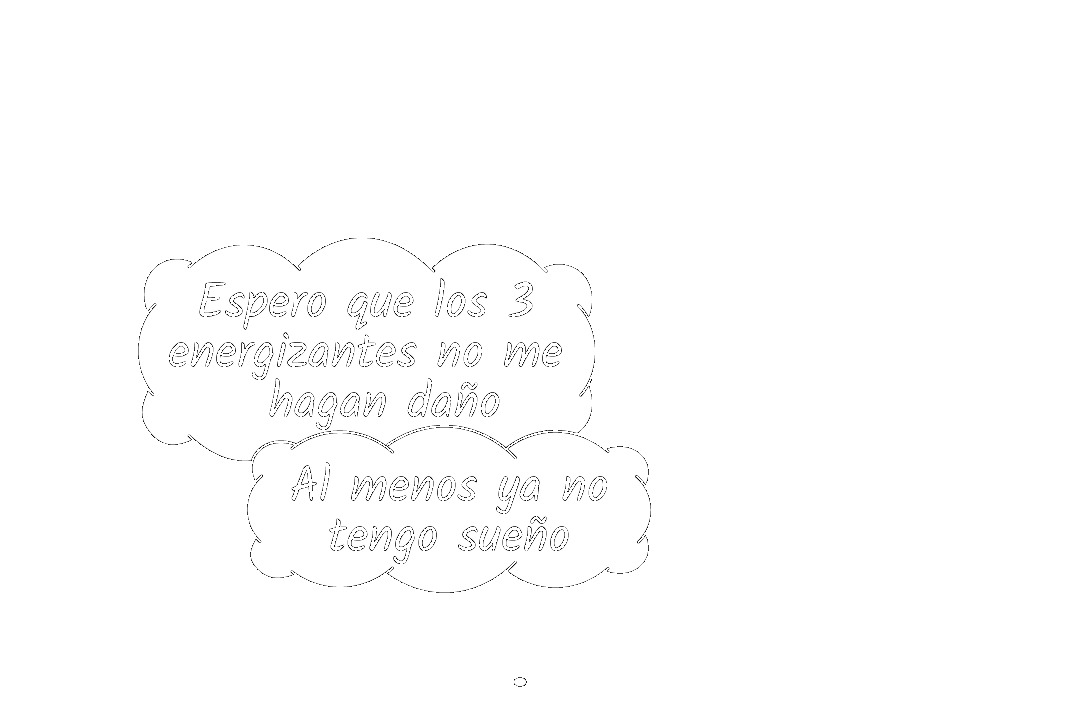 Espero que los 3
energizantes no me
hagan daño
Al menos ya no
tengo sueño